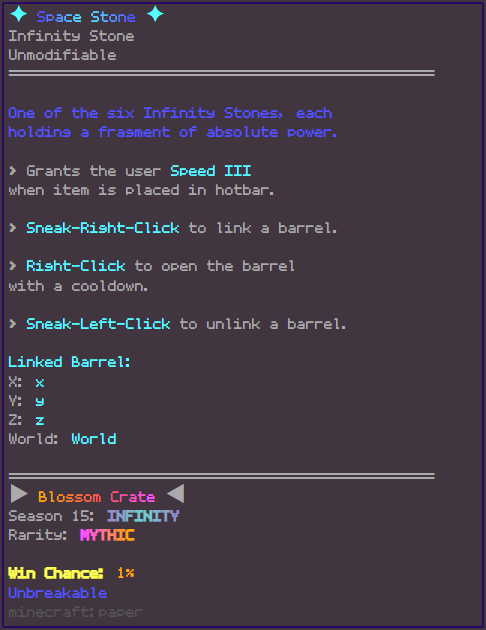 ✦ Space Stone ✦
Infinity Stone
Unmodifiable
One of the six Infinity Stones, each
holding a fragment of absolute power.
> Grants the user Speed III
when item is placed in hotbar.
> Sneak-Right-Click to link a barrel.
> Right-Click to open the barrel
with a cooldown.
> Sneak-Left-Click to unlink a barrel.
Linked Barrel:
X: x
Y: y
Z: z
World: World
▶ Blossom Crate ◀
Season 15: INFINITY
Rarity: MYTHIC
Win Chance: 1%
Unbreakable
minecraft:paper